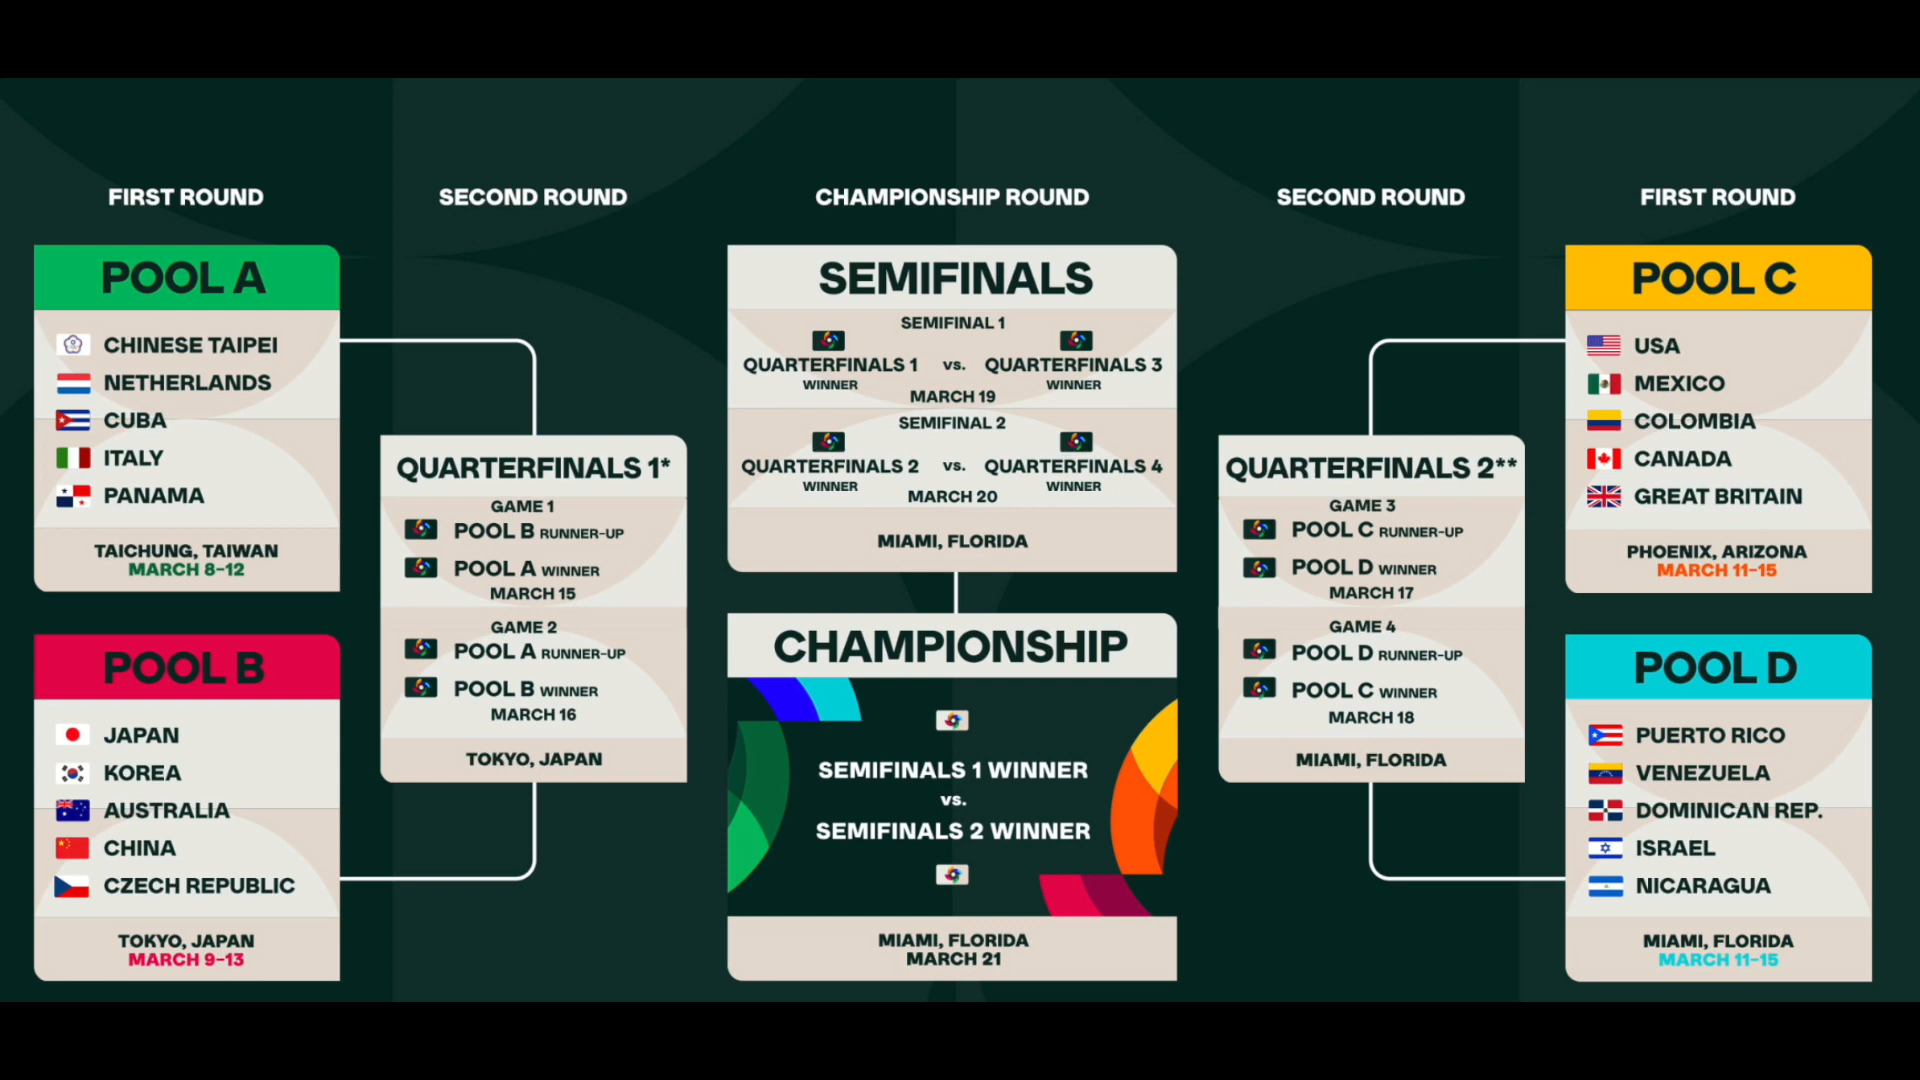 FIRST ROUND
SECOND ROUND
CHAMPIONSHIP ROUND
SECOND ROUND
FIRST ROUND
POOL A
CHINESE TAIPEI
NETHERLANDS
CUBA
ITALY
PANAMA
TAICHUNG, TAIWAN
MARCH 8-12
POOL B
JAPAN
KOREA
AUSTRALIA
CHINA
CZECH REPUBLIC
TOKYO, JAPAN
MARCH 9-13
QUARTERFINALS 1*
GAME 1
POOL B RUNNER-UP
POOL A WINNER
MARCH 15
GAME 2
POOL A RUNNER-UP
POOL B WINNER
MARCH 16
TOKYO, JAPAN
SEMIFINALS
SEMIFINAL 1
QUARTERFINALS 1 vs. QUARTERFINALS 3
WINNER WINNER
MARCH 19
SEMIFINAL 2
QUARTERFINALS 2 vs. QUARTERFINALS 4
WINNER WINNER
MARCH 20
MIAMI, FLORIDA
CHAMPIONSHIP
SEMIFINALS 1 WINNER
vs.
SEMIFINALS 2 WINNER
MIAMI, FLORIDA
MARCH 21
QUARTERFINALS 2**
GAME 3
POOL C RUNNER-UP
POOL D WINNER
MARCH 17
GAME 4
POOL D RUNNER-UP
POOL C WINNER
MARCH 18
MIAMI, FLORIDA
POOL C
USA
MEXICO
COLOMBIA
CANADA
GREAT BRITAIN
PHOENIX, ARIZONA
MARCH 11-15
POOL D
PUERTO RICO
VENEZUELA
DOMINICAN REP.
ISRAEL
NICARAGUA
MIAMI, FLORIDA
MARCH 11-15